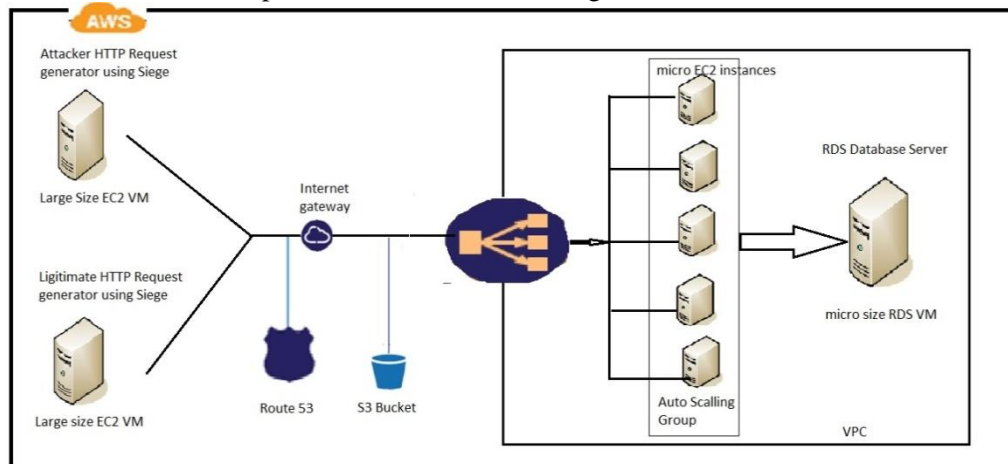 AWS
Attacker HTTP Request
generator using Siege
Large Size EC2 VM
Ligitimate HTTP Request
generator using Siege
Large size EC2 VM
Internet
gateway
Route 53
S3 Bucket
micro EC2 instances
Auto Scalling
Group
RDS Database Server
micro size RDS VM
VPC